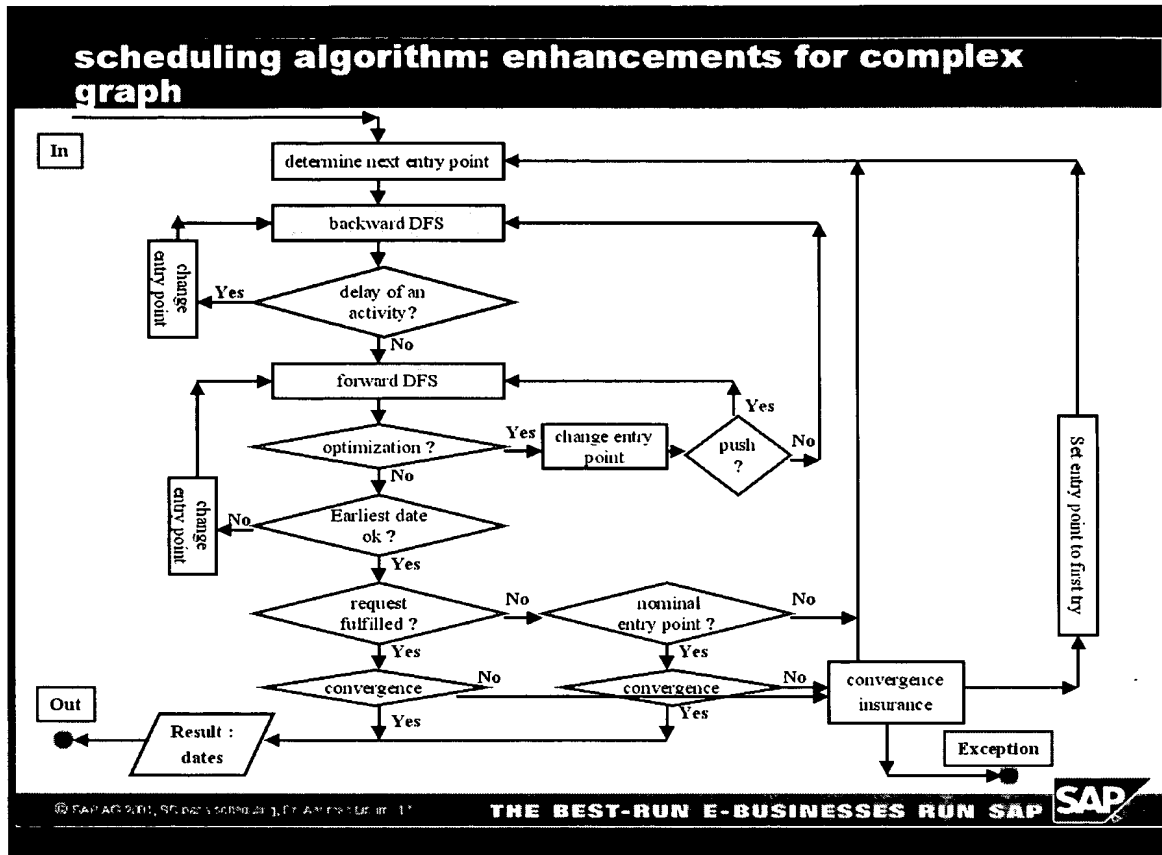 scheduling algorithm: enhancements for complex
graph
In
determine next entry point
backward DFS
change
entry point
Yes
delay of an
activity?
No
forward DFS
Yes
optimization ?
Yes
change entry
point
push
?
No
No
change
entry point
No
Earliest date
ok ?
Yes
Set entry point to first try
request
fulfilled ?
No
nominal
entry point ?
No
Yes
Yes
convergence
No
convergence
No
convergence
insurance
Out
Yes
Yes
Result :
dates
Exception
© SAP AG 2001,
THE BEST-RUN E-BUSINESSES RUN SAP
SAP